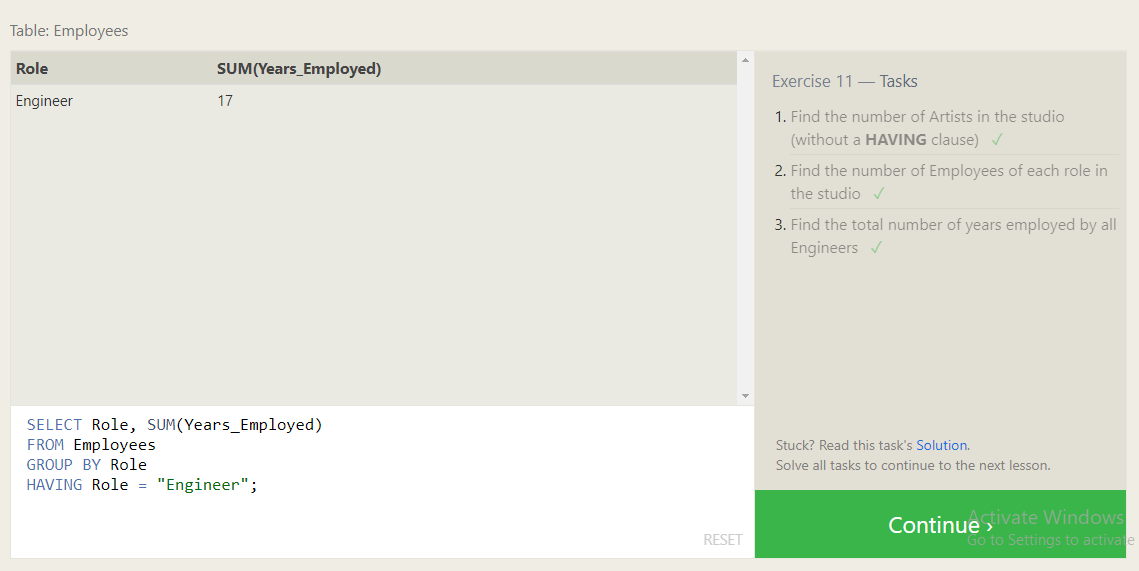 Table: Employees
Role SUM(Years_Employed)
Engineer 17
SELECT Role, SUM(Years_Employed)
FROM Employees
GROUP BY Role
HAVING Role = "Engineer";
RESET
Exercise 11 — Tasks
1. Find the number of Artists in the studio
(without a HAVING clause) ✓
2. Find the number of Employees of each role in
the studio ✓
3. Find the total number of years employed by all
Engineers ✓
Stuck? Read this task's Solution.
Solve all tasks to continue to the next lesson.
Continue ›
Activate Windows
Go to Settings to activate